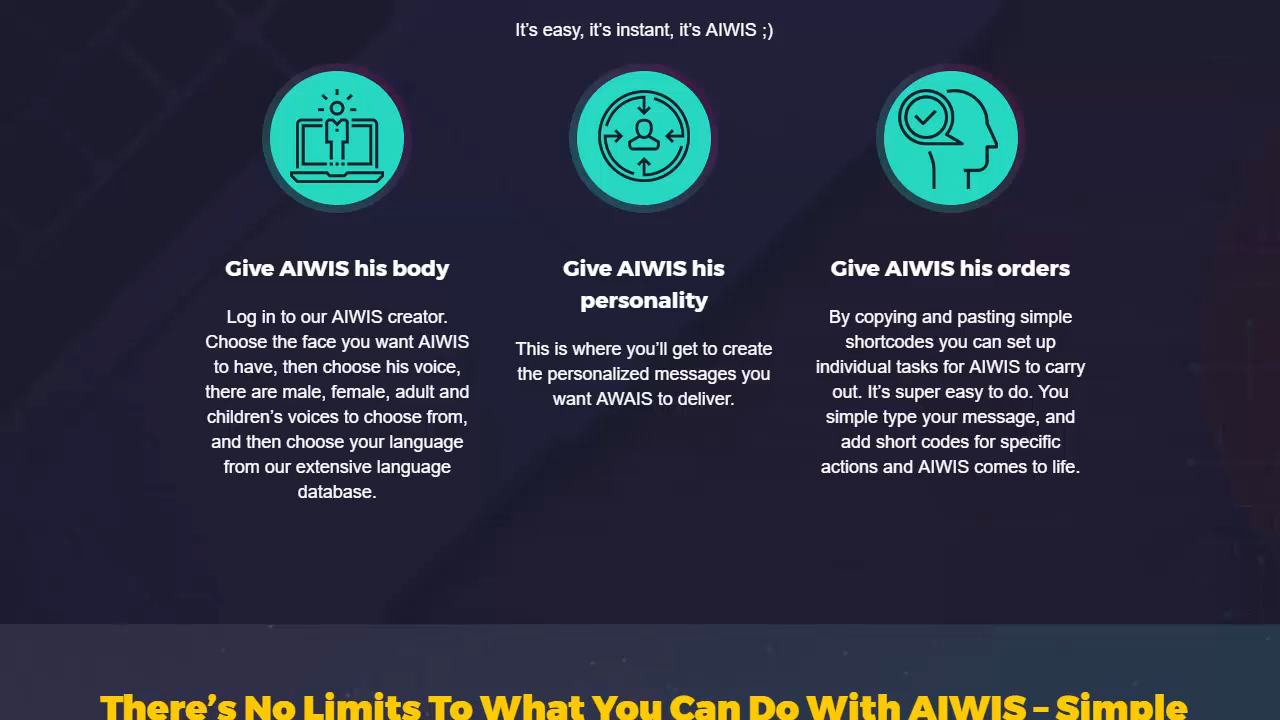 It's easy, it's instant, it's AIWIS ;)
Give AIWIS his body
Log in to our AIWIS creator.
Choose the face you want AIWIS
to have, then choose his voice,
there are male, female, adult and
children's voices to choose from,
and then choose your language
from our extensive language
database.
Give AIWIS his
personality
This is where you'll get to create
the personalized messages you
want AWAIS to deliver.
Give AIWIS his orders
By copying and pasting simple
shortcodes you can set up
individual tasks for AIWIS to carry
out. It's super easy to do. You
simple type your message, and
add short codes for specific
actions and AIWIS comes to life.
There's No Limits To What You Can Do With AIWIS – Simple